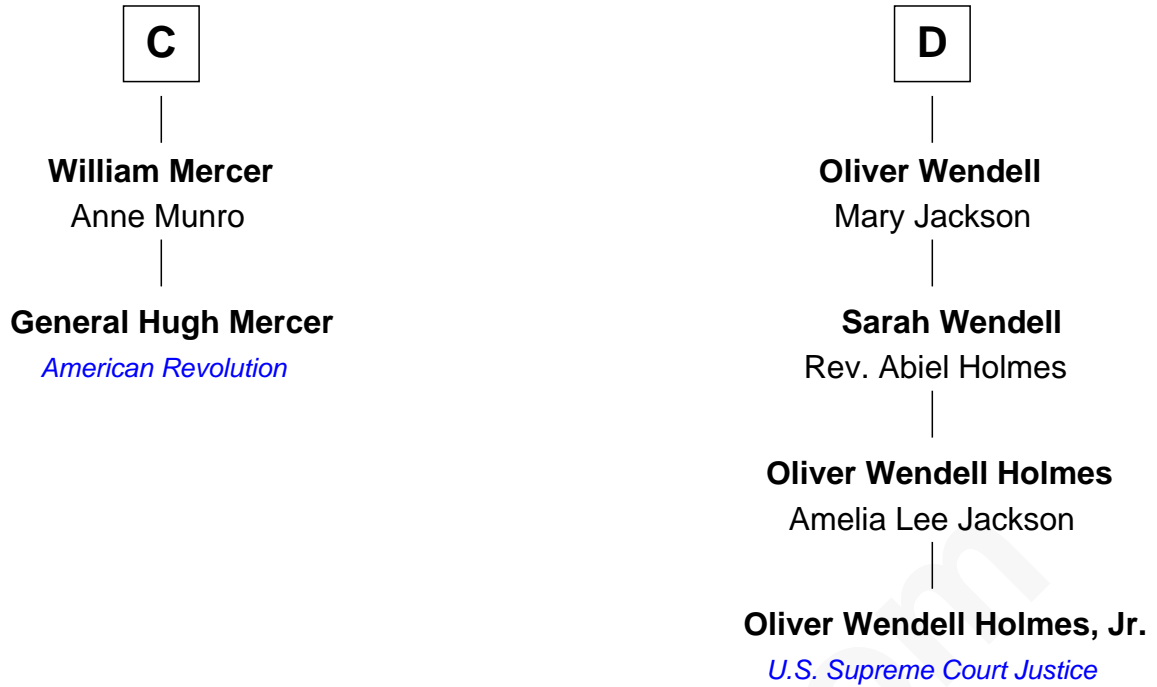 C
William Mercer
Anne Munro
General Hugh Mercer
American Revolution
D
Oliver Wendell
Mary Jackson
Sarah Wendell
Rev. Abiel Holmes
Oliver Wendell Holmes
Amelia Lee Jackson
Oliver Wendell Holmes, Jr.
U.S. Supreme Court Justice